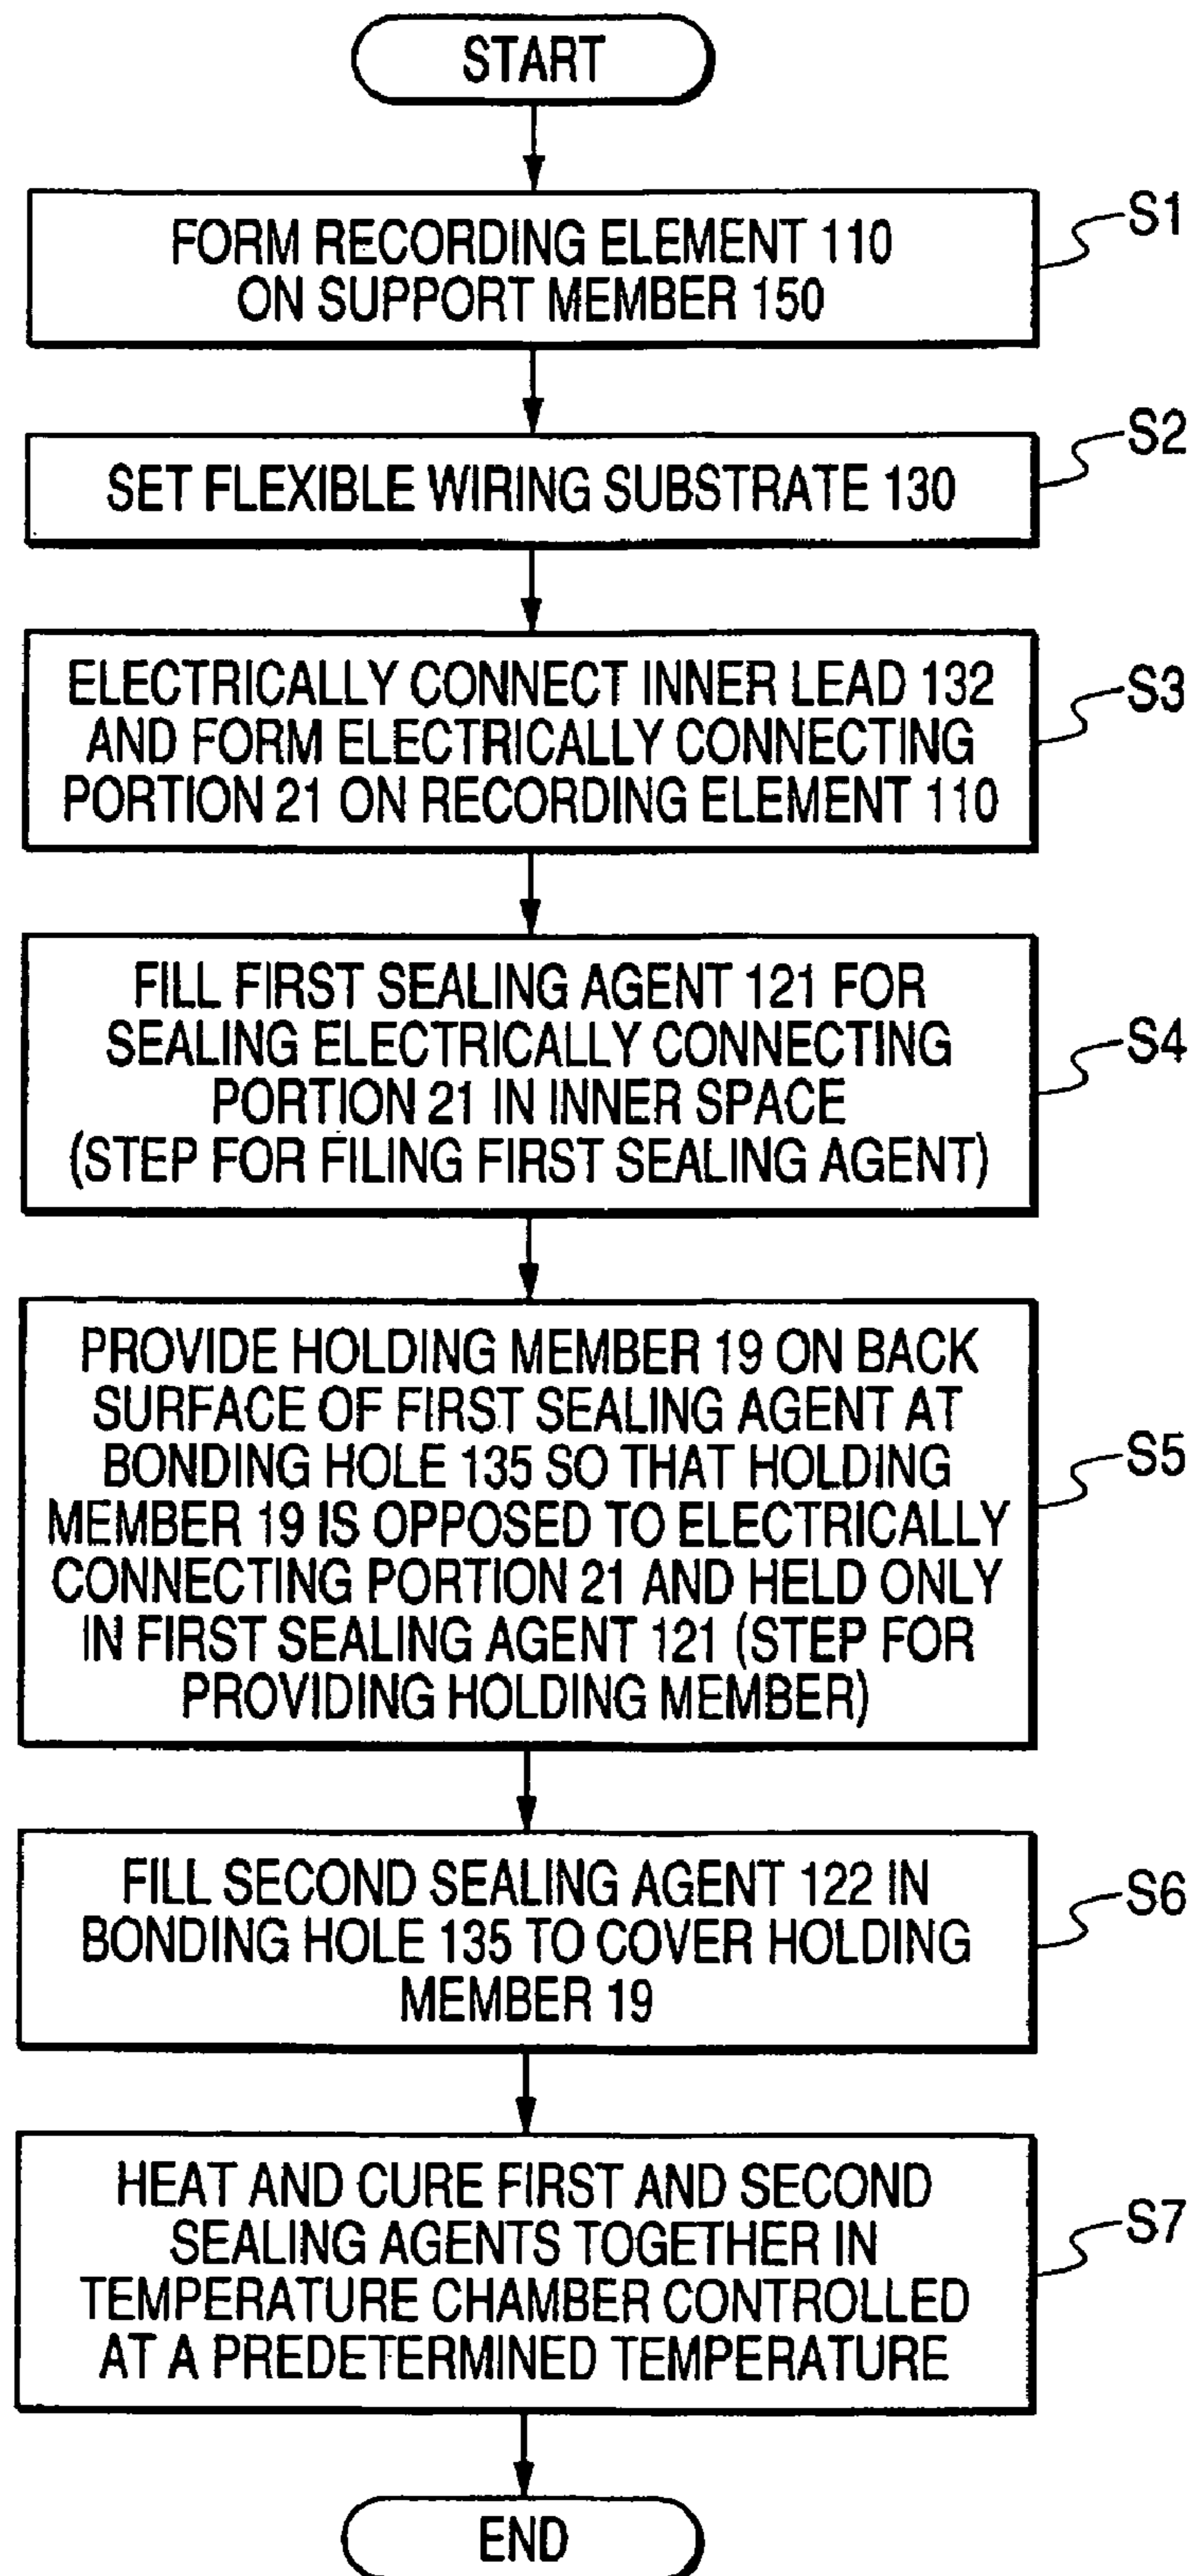 START
FORM RECORDING ELEMENT 110
ON SUPPORT MEMBER 150
S1
SET FLEXIBLE WIRING SUBSTRATE 130
S2
ELECTRICALLY CONNECT INNER LEAD 132
AND FORM ELECTRICALLY CONNECTING
PORTION 21 ON RECORDING ELEMENT 110
S3
FILL FIRST SEALING AGENT 121 FOR
SEALING ELECTRICALLY CONNECTING
PORTION 21 IN INNER SPACE
(STEP FOR FILING FIRST SEALING AGENT)
S4
PROVIDE HOLDING MEMBER 19 ON BACK
SURFACE OF FIRST SEALING AGENT AT
BONDING HOLE 135 SO THAT HOLDING
MEMBER 19 IS OPPOSED TO ELECTRICALLY
CONNECTING PORTION 21 AND HELD ONLY
IN FIRST SEALING AGENT 121 (STEP FOR
PROVIDING HOLDING MEMBER)
S5
FILL SECOND SEALING AGENT 122 IN
BONDING HOLE 135 TO COVER HOLDING
MEMBER 19
S6
HEAT AND CURE FIRST AND SECOND
SEALING AGENTS TOGETHER IN
TEMPERATURE CHAMBER CONTROLLED
AT A PREDETERMINED TEMPERATURE
S7
END